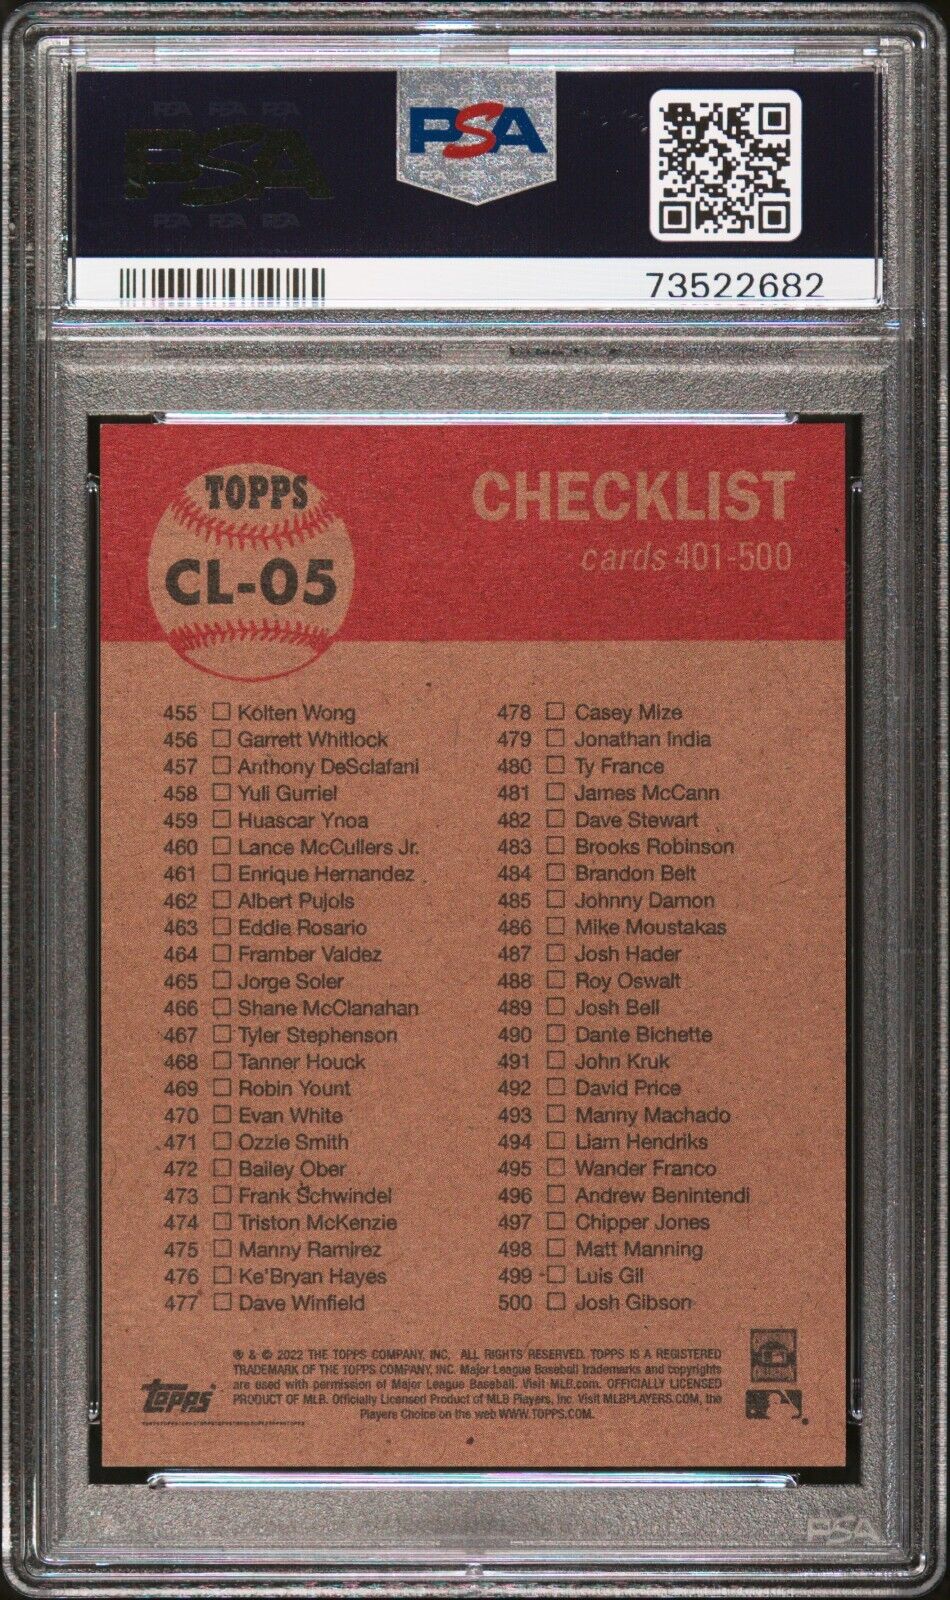 PSA PSA PSA
PSA
PSA PSA PSA
PSA
73522682
TOPPS
CL-05
CHECKLIST
cards 401-500
455 Kolten Wong
456 Garrett Whitlock
457 Anthony DeSclafani
458 Yuli Gurriel
459 Huascar Ynoa
460 Lance McCullers Jr.
461 Enrique Hernandez
462 Albert Pujols
463 Eddie Rosario
464 Framber Valdez
465 Jorge Soler
466 Shane McClanahan
467 Tyler Stephenson
468 Tanner Houck
469 Robin Yount
470 Evan White
471 Ozzie Smith
472 Bailey Ober
473 Frank Schwindel
474 Triston McKenzie
475 Manny Ramirez
476 Ke'Bryan Hayes
477 Dave Winfield
478 Casey Mize
479 Jonathan India
480 Ty France
481 James McCann
482 Dave Stewart
483 Brooks Robinson
484 Brandon Belt
485 Johnny Damon
486 Mike Moustakas
487 Josh Hader
488 Roy Oswalt
489 Josh Bell
490 Dante Bichette
491 John Kruk
492 David Price
493 Manny Machado
494 Liam Hendriks
495 Wander Franco
496 Andrew Benintendi
497 Chipper Jones
498 Matt Manning
499 Luis Gil
500 Josh Gibson
® & © 2022 THE TOPPS COMPANY, INC. ALL RIGHTS RESERVED. TOPPS IS A REGISTERED
TRADEMARK OF THE TOPPS COMPANY, INC. Major League Baseball trademarks and copyrights
are used with permission of Major League Baseball. Visit MLB.com. OFFICIALLY LICENSED
PRODUCT OF MLB Players, Inc. Visit MLBPLAYERS.COM, the
Players Choice on the web WWW.TOPPS.COM.
topps
PSA